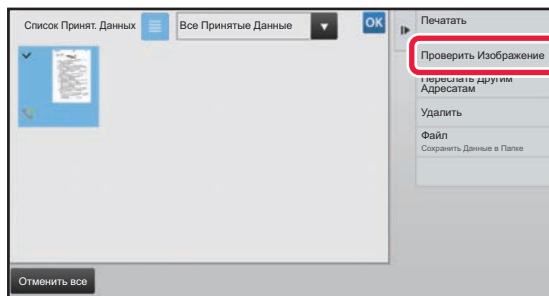 Список Принят. Данных
Все Принятые Данные
OK
Печатать
Проверить Изображение
Переслать Другим
Адресатам
Удалить
Файл
Сохранить Данные в Папке
Отменить все